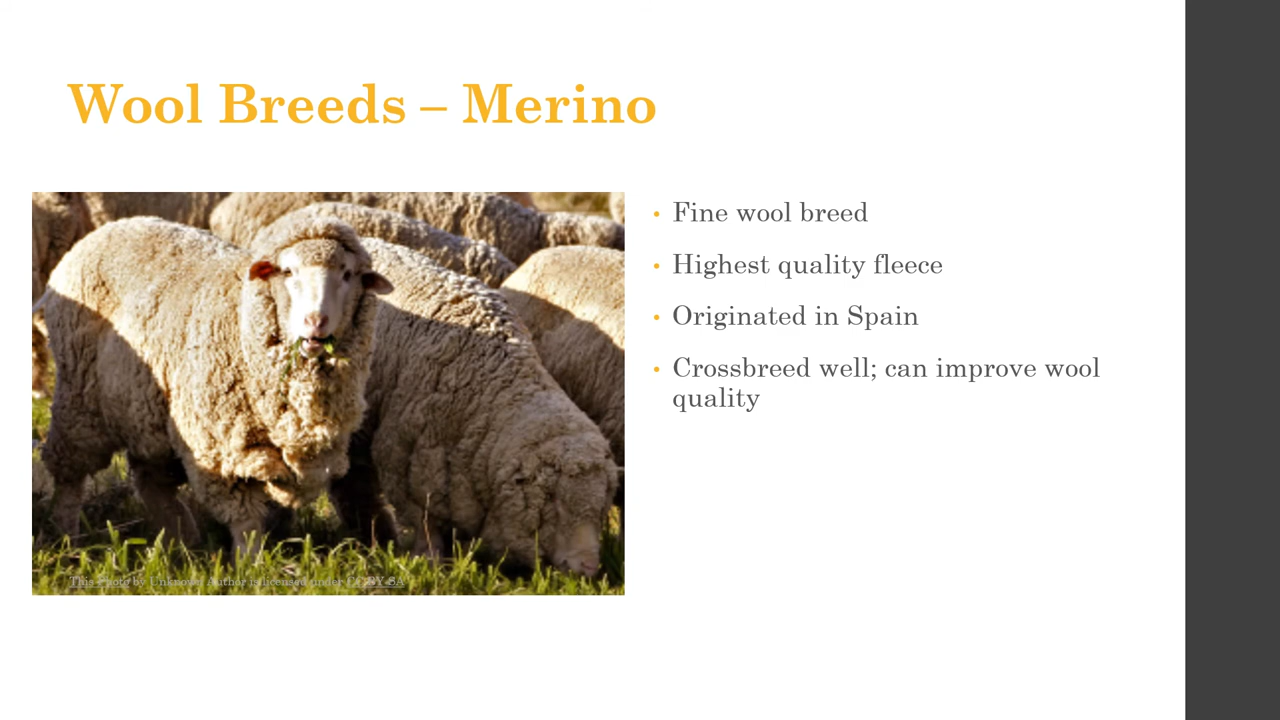 Wool Breeds – Merino
• Fine wool breed
• Highest quality fleece
• Originated in Spain
• Crossbreed well; can improve wool
quality
This Photo by Unknown Author is licensed under CC BY-SA